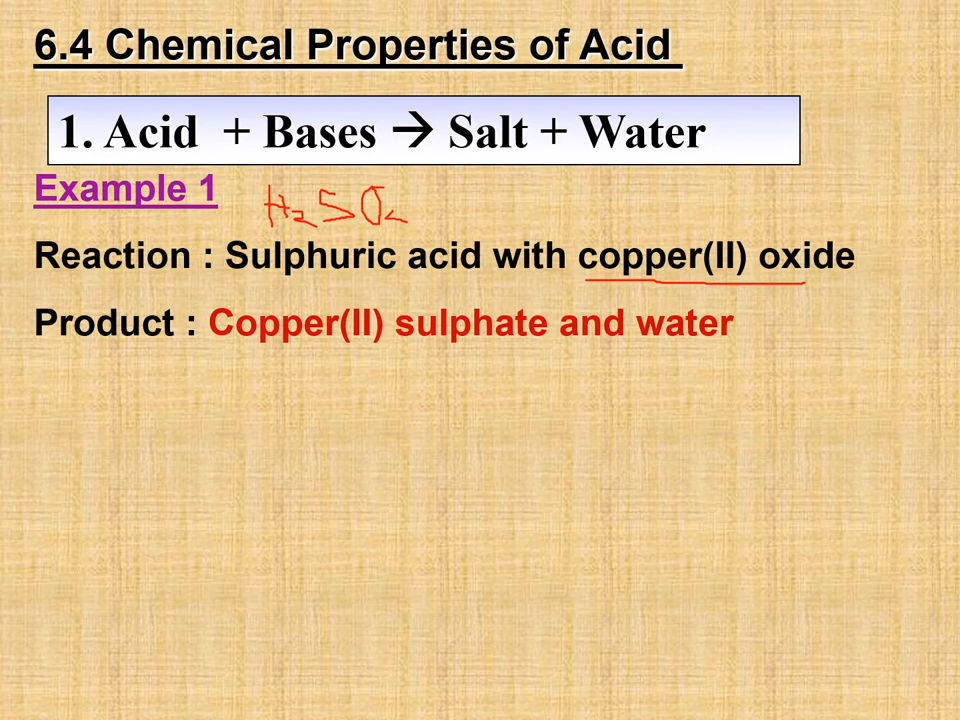 6.4 Chemical Properties of Acid
1. Acid + Bases → Salt + Water
Example 1
H₂SO₄
Reaction : Sulphuric acid with copper(II) oxide
Product : Copper(II) sulphate and water